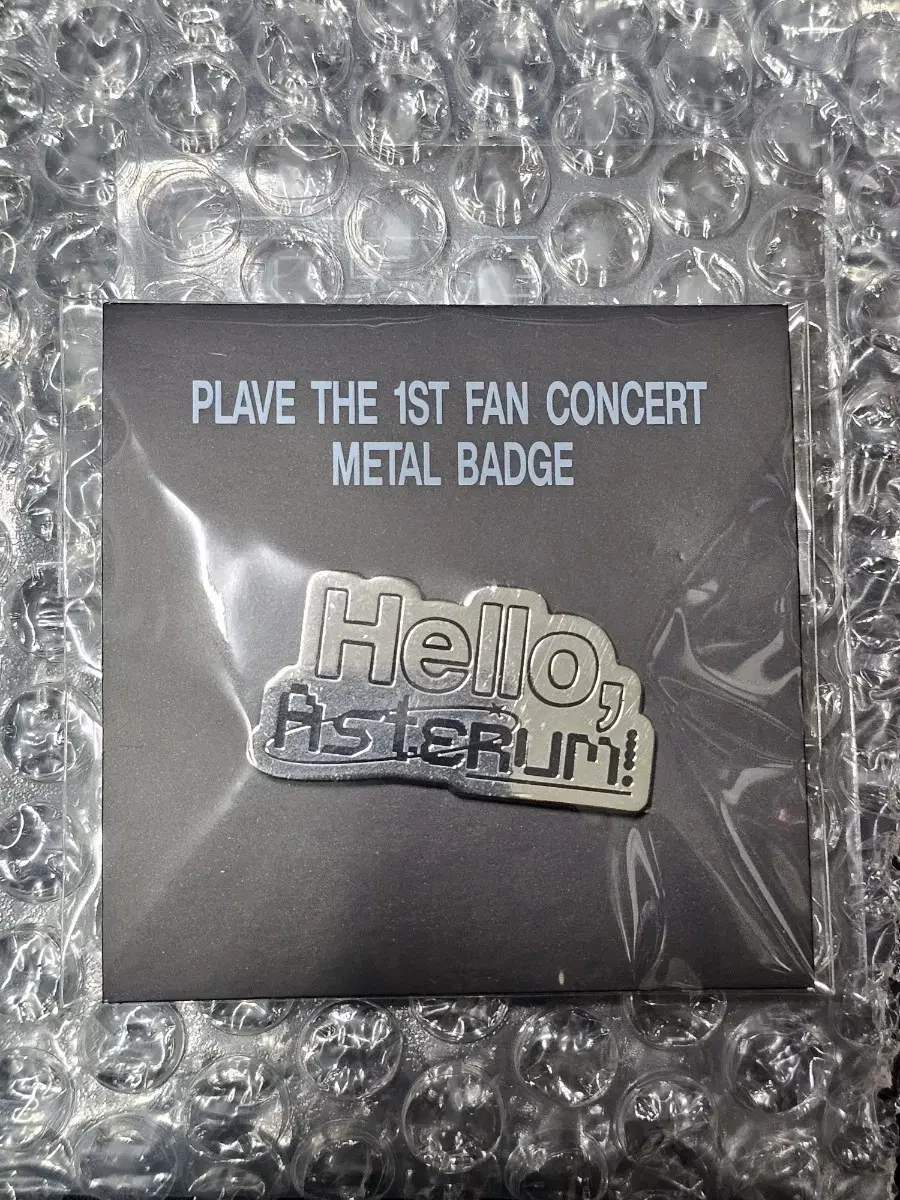 PLAVE THE 1ST FAN CONCERT
METAL BADGE
Hello,
Asterum!